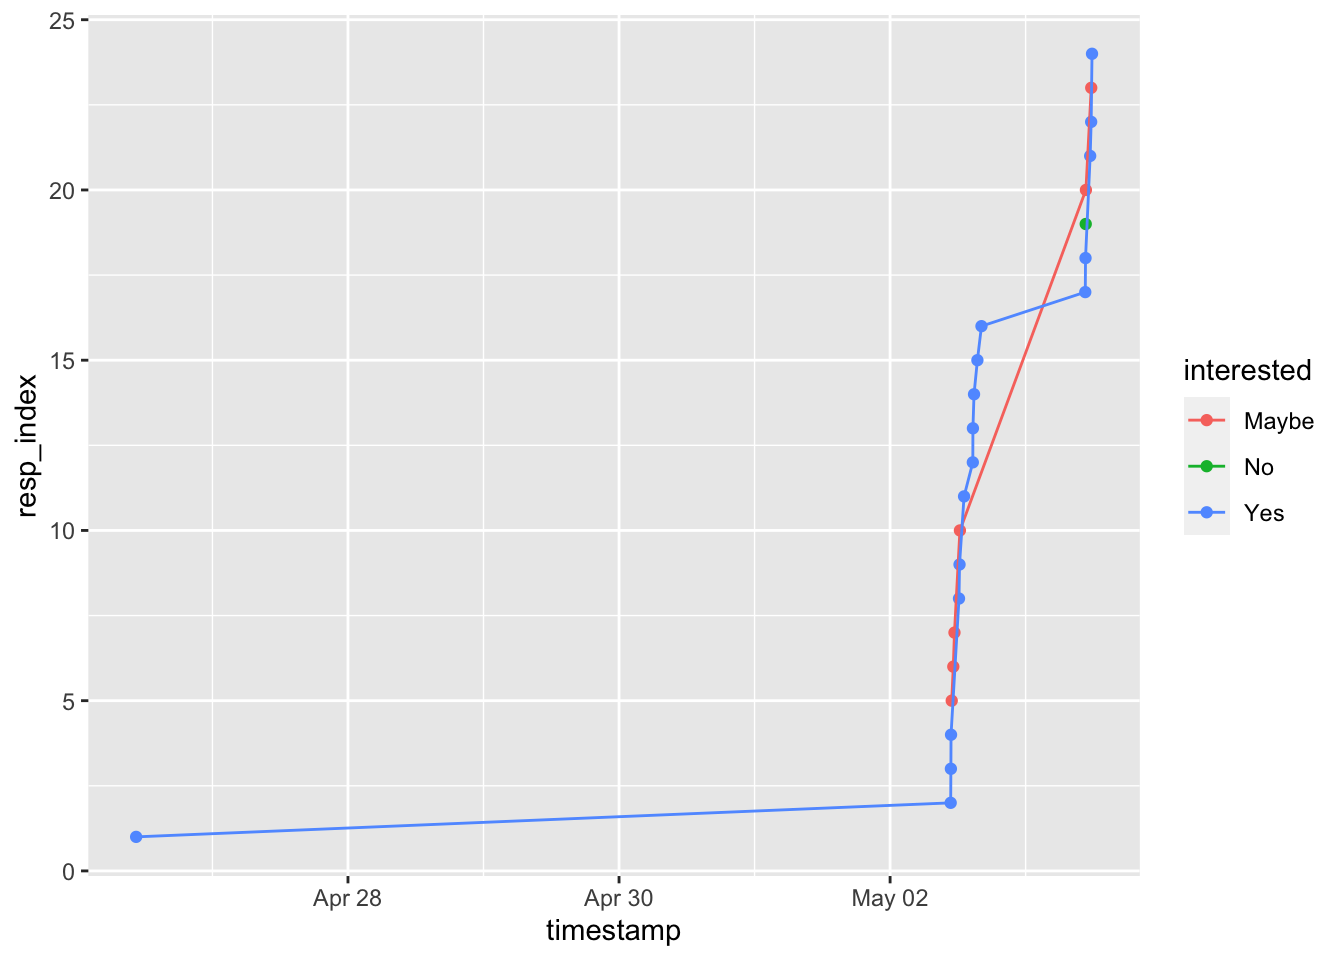 25
20
15
10
5
0
resp_index
Apr 28
Apr 30
May 02
timestamp
interested
Maybe
No
Yes